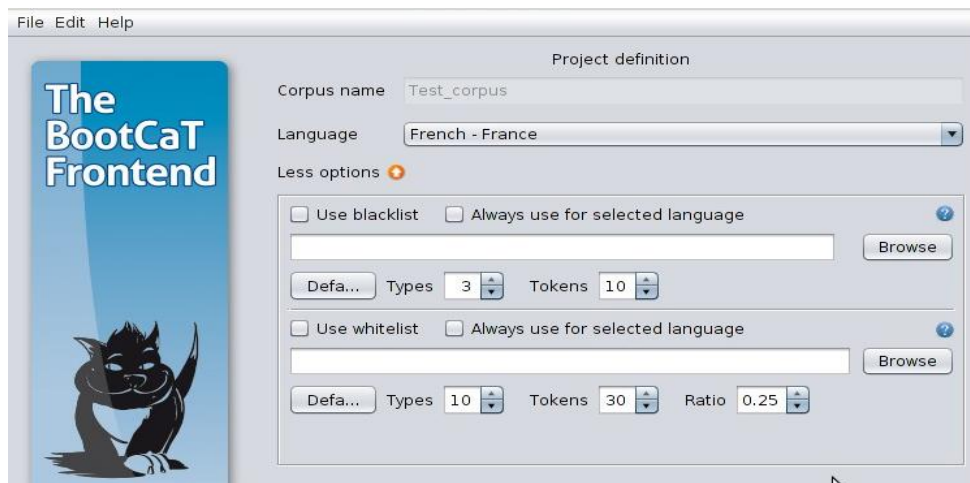 File Edit Help
The
BootCaT
Frontend
Project definition
Corpus name Test_corpus
Language French - France
Less options
Use blacklist Always use for selected language ?
Browse
Defa... Types 3 Tokens 10
Use whitelist Always use for selected language ?
Browse
Defa... Types 10 Tokens 30 Ratio 0.25